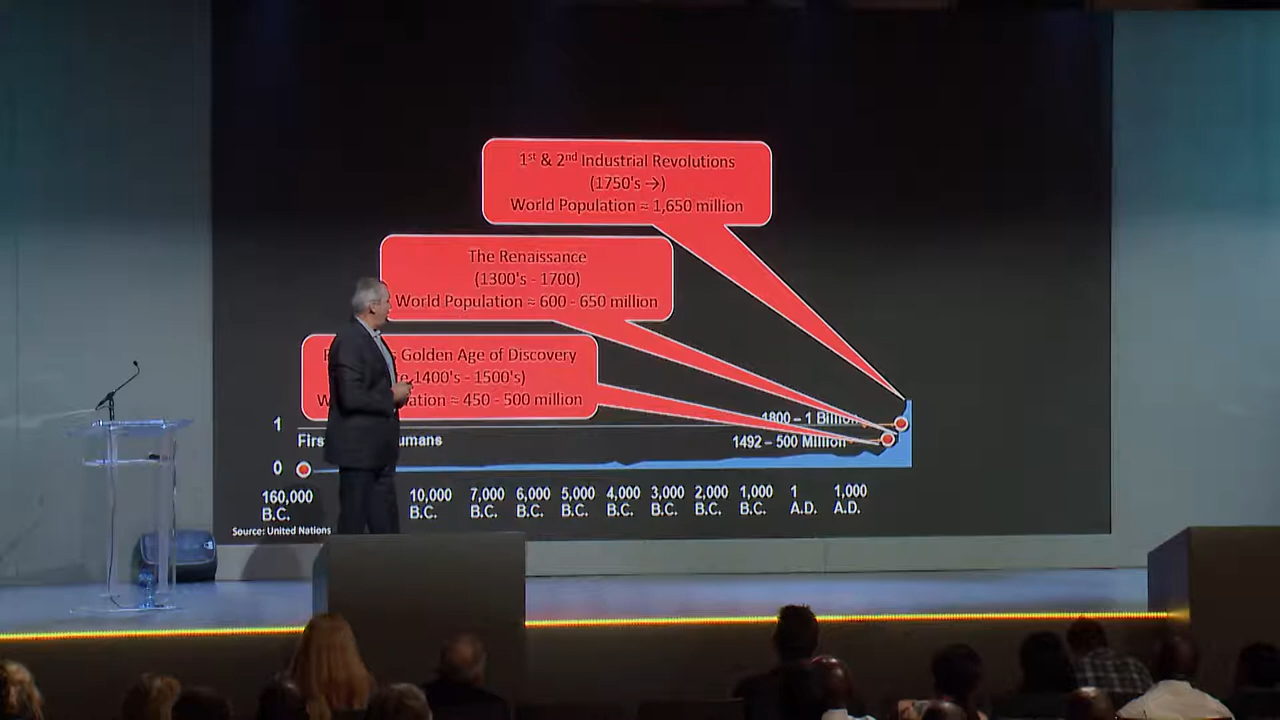 1st & 2nd Industrial Revolutions
(1750's →)
World Population ≈ 1,650 million
The Renaissance
(1300's - 1700)
World Population ≈ 600 - 650 million
Golden Age of Discovery
1400's - 1500's)
≈ 450 - 500 million
1
1800 – 1 Billion
1492 – 500 Million
0
160,000
B.C.
10,000
B.C.
7,000
B.C.
6,000
B.C.
5,000
B.C.
4,000
B.C.
3,000
B.C.
2,000
B.C.
1,000
B.C.
1
A.D.
1,000
A.D.
Source: United Nations